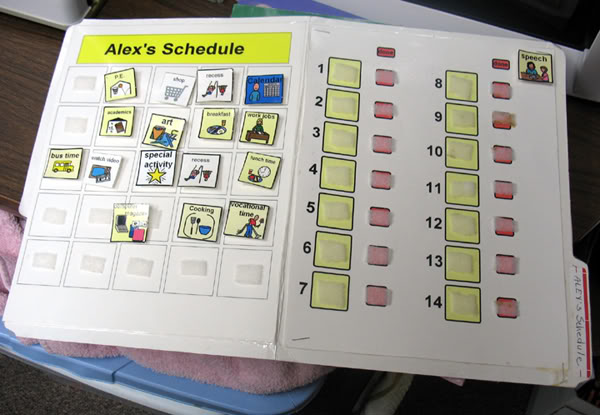 Alex's Schedule
P.E.
shop
recess
Calendar
academics
art
breakfast
work jobs
bus time
watch video
special
activity
recess
lunch time
Cooking
vocational
time
done
1
2
3
4
5
6
7
done
speech
8
9
10
11
12
13
14
ALEX'S Schedule